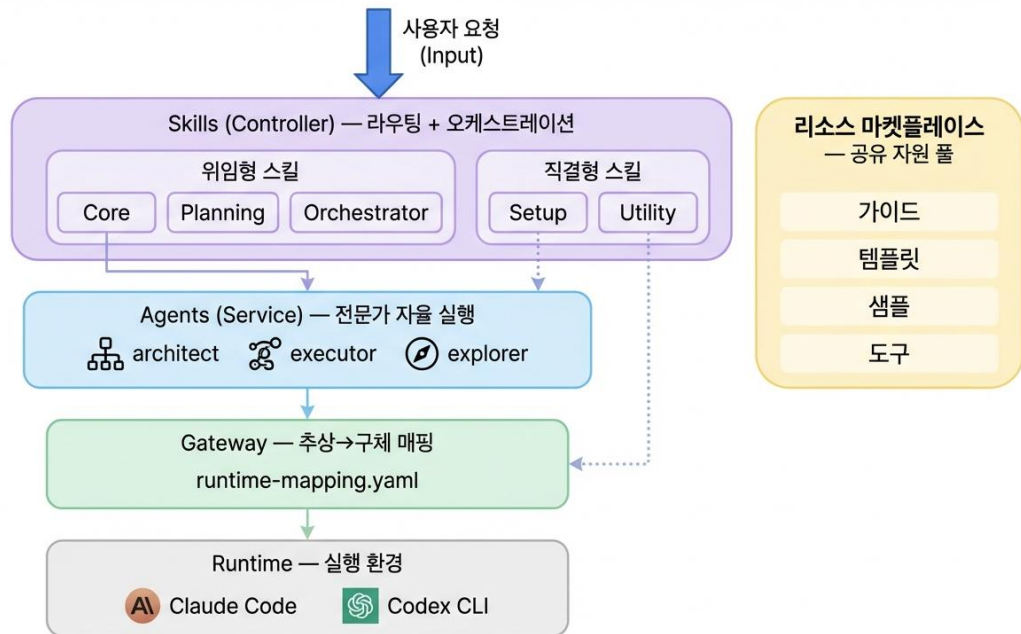 사용자 요청
(Input)
Skills (Controller) — 라우팅 + 오케스트레이션
위임형 스킬
Core
Planning
Orchestrator
직결형 스킬
Setup
Utility
리소스 마켓플레이스
— 공유 자원 풀
가이드
템플릿
샘플
도구
Agents (Service) — 전문가 자율 실행
architect
executor
explorer
Gateway — 추상→구체 매핑
runtime-mapping.yaml
Runtime — 실행 환경
Claude Code
Codex CLI